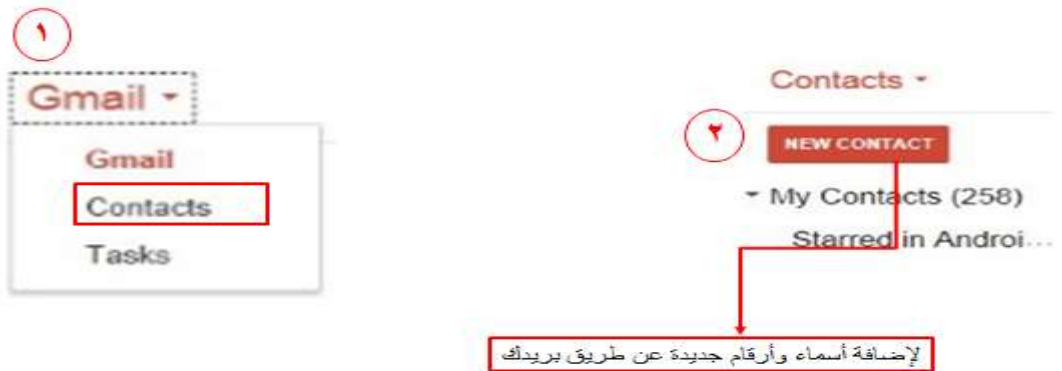 ١
Gmail
Gmail
Contacts
Tasks
Contacts
٢
NEW CONTACT
My Contacts (258)
Starred in Androi...
لإضافة أسماء وأرقام جديدة عن طريق بريدك